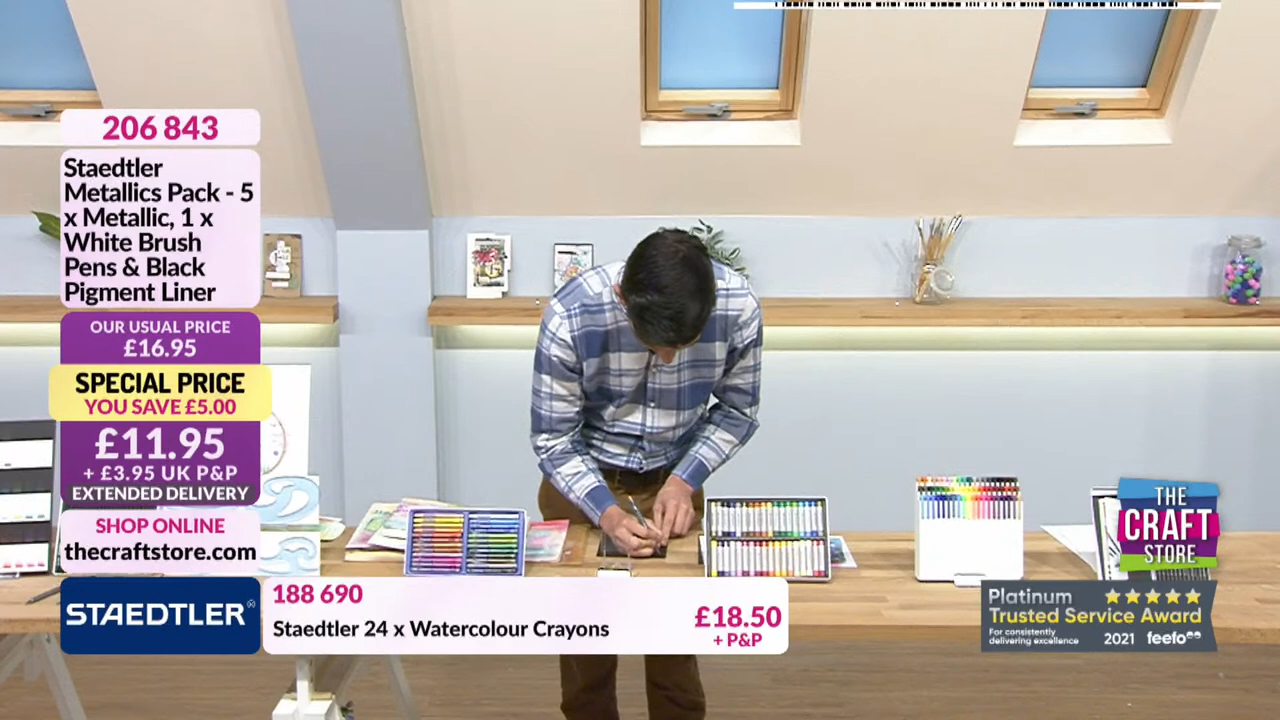 206 843
Staedtler
Metallics Pack - 5
x Metallic, 1 x
White Brush
Pens & Black
Pigment Liner
OUR USUAL PRICE
£16.95
SPECIAL PRICE
YOU SAVE £5.00
£11.95
+ £3.95 UK P&P
EXTENDED DELIVERY
SHOP ONLINE
thecraftstore.com
STAEDTLER®
188 690
Staedtler 24 x Watercolour Crayons
£18.50
+ P&P
THE
CRAFT
STORE
Platinum
Trusted Service Award
For consistently
delivering excellence
2021 feefo